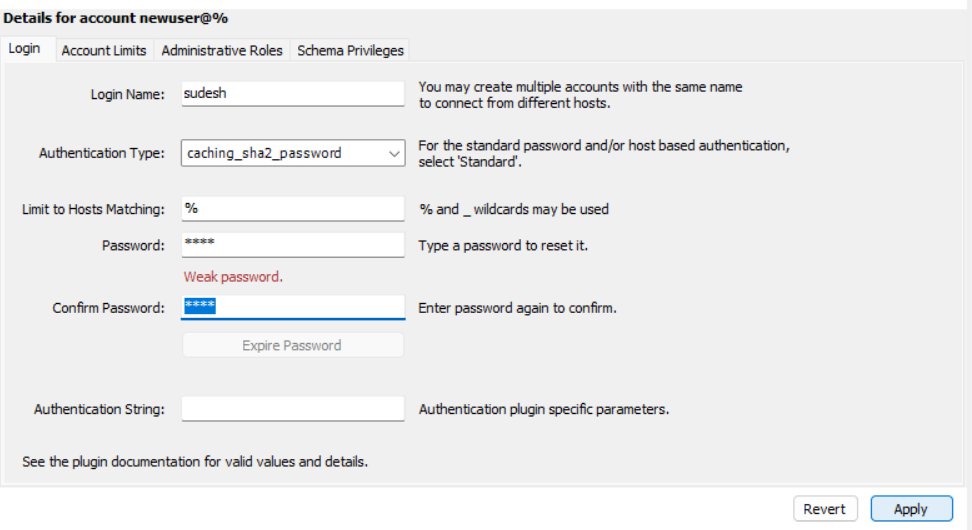 Details for account newuser@%
Login Account Limits Administrative Roles Schema Privileges
Login Name: sudesh You may create multiple accounts with the same name
to connect from different hosts.
Authentication Type: caching_sha2_password For the standard password and/or host based authentication,
select 'Standard'.
Limit to Hosts Matching: % % and _ wildcards may be used
Password: **** Type a password to reset it.
Weak password.
Confirm Password: **** Enter password again to confirm.
Expire Password
Authentication String: Authentication plugin specific parameters.
See the plugin documentation for valid values and details.
Revert Apply